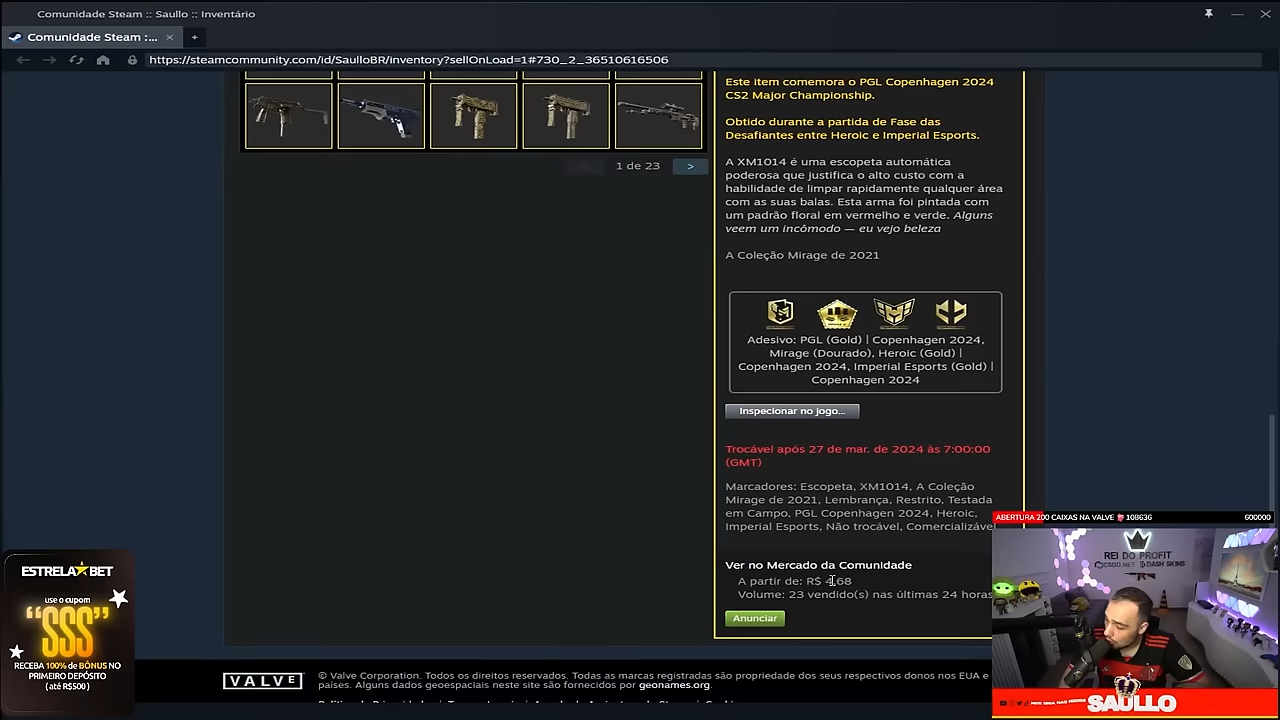 Comunidade Steam :: Saullo :: Inventário
Comunidade Steam :...
https://steamcommunity.com/id/SaulloBR/inventory?sellOnLoad=1#730_2_36510616506
1 de 23
>
Este item comemora o PGL Copenhagen 2024
CS2 Major Championship.
Obtido durante a partida de Fase das
Desafiantes entre Heroic e Imperial Esports.
A XM1014 é uma escopeta automática
poderosa que justifica o alto custo com a
habilidade de limpar rapidamente qualquer área
com as suas balas. Esta arma foi pintada com
um padrão floral em vermelho e verde. Alguns
veem um incômodo — eu vejo beleza
A Coleção Mirage de 2021
Adesivo: PGL (Gold) | Copenhagen 2024,
Mirage (Dourado), Heroic (Gold) |
Copenhagen 2024, Imperial Esports (Gold) |
Copenhagen 2024
Inspecionar no jogo...
Trocável após 27 de mar. de 2024 às 7:00:00
(GMT)
Marcadores: Escopeta, XM1014, A Coleção
Mirage de 2021, Lembrança, Restrito, Testada
em Campo, PGL Copenhagen 2024, Heroic,
Imperial Esports, Não trocável, Comercializáve
Ver no Mercado da Comunidade
A partir de: R$ 4,68
Volume: 23 vendido(s) nas últimas 24 horas
Anunciar
ABERTURA 200 CAIXAS NA VALVE 108636 600000
REI DO PROFIT
CSGO.NET DASH SKINS
SAULLO
ESTRELA BET
use o cupom
"SSS"
RECEBA 100% de BÔNUS NO
PRIMEIRO DEPÓSITO
(até R$500)
VALVE
© Valve Corporation. Todos os direitos reservados. Todas as marcas registradas são propriedade dos seus respectivos donos nos EUA e
países. Alguns dados geoespaciais neste site são fornecidos por geonames.org.